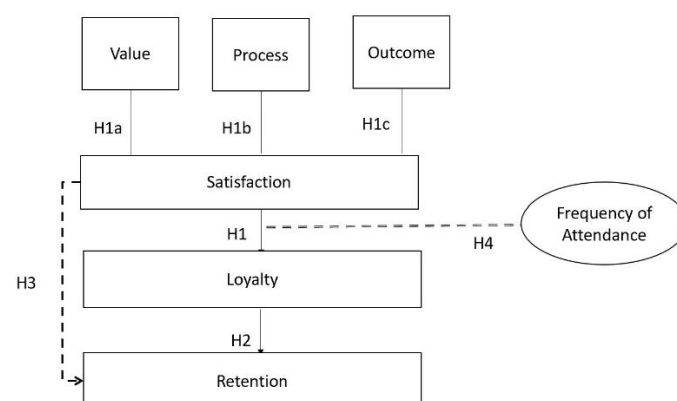 Value
Process
Outcome
H1a
H1b
H1c
Satisfaction
Frequency of
Attendance
H1
H4
H3
Loyalty
H2
Retention